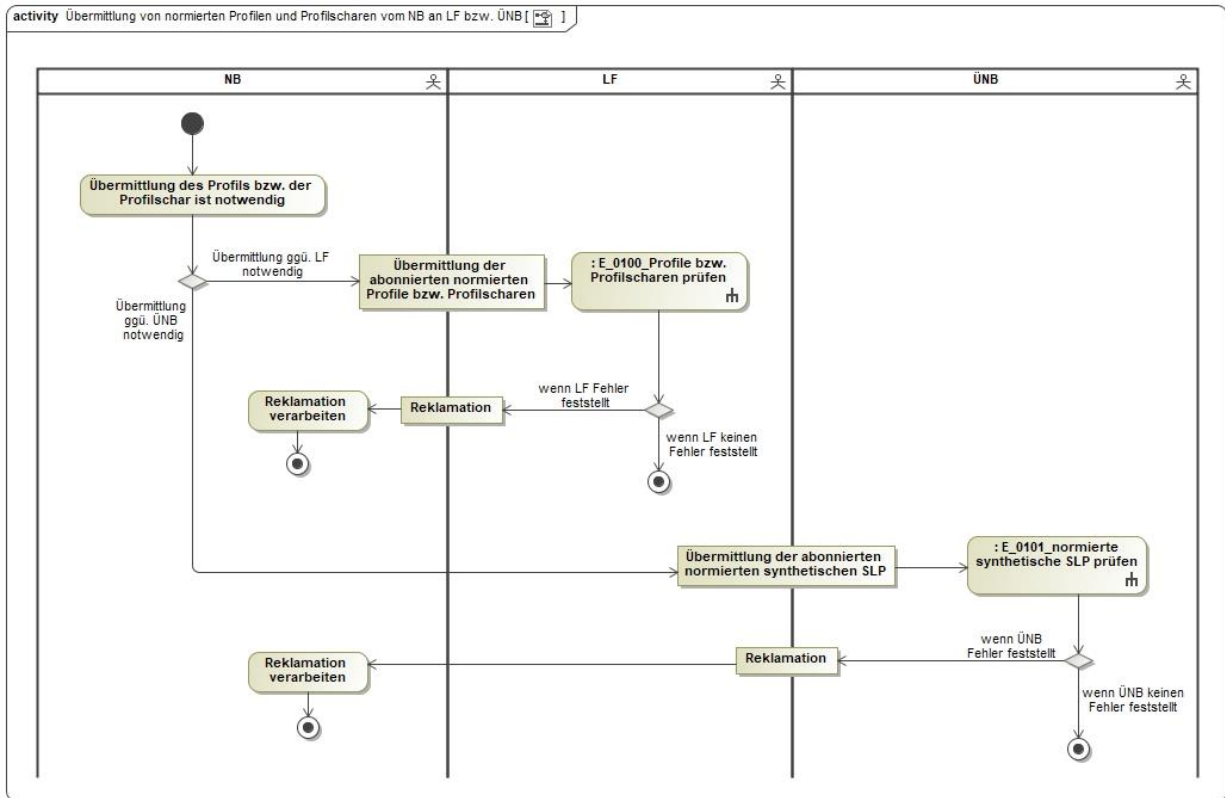 activity Übermittlung von normierten Profilen und Profilscharen vom NB an LF bzw. ÜNB [ ]
NB
LF
ÜNB
Übermittlung des Profils bzw. der
Profilschar ist notwendig
Übermittlung ggü. LF
notwendig
Übermittlung der
abonnierten normierten
Profile bzw. Profilscharen
: E_0100_Profile bzw.
Profilscharen prüfen
Übermittlung
ggü. ÜNB
notwendig
Reklamation
verarbeiten
Reklamation
wenn LF Fehler
feststellt
wenn LF keinen
Fehler feststellt
Übermittlung der abonnierten
normierten synthetischen SLP
: E_0101_normierte
synthetische SLP prüfen
Reklamation
verarbeiten
Reklamation
wenn ÜNB
Fehler feststellt
wenn ÜNB keinen
Fehler feststellt